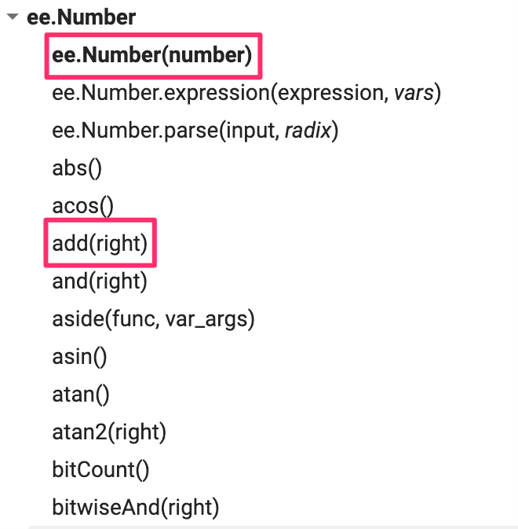 ee.Number
ee.Number(number)
ee.Number.expression(expression, vars)
ee.Number.parse(input, radix)
abs()
acos()
add(right)
and(right)
aside(func, var_args)
asin()
atan()
atan2(right)
bitCount()
bitwiseAnd(right)